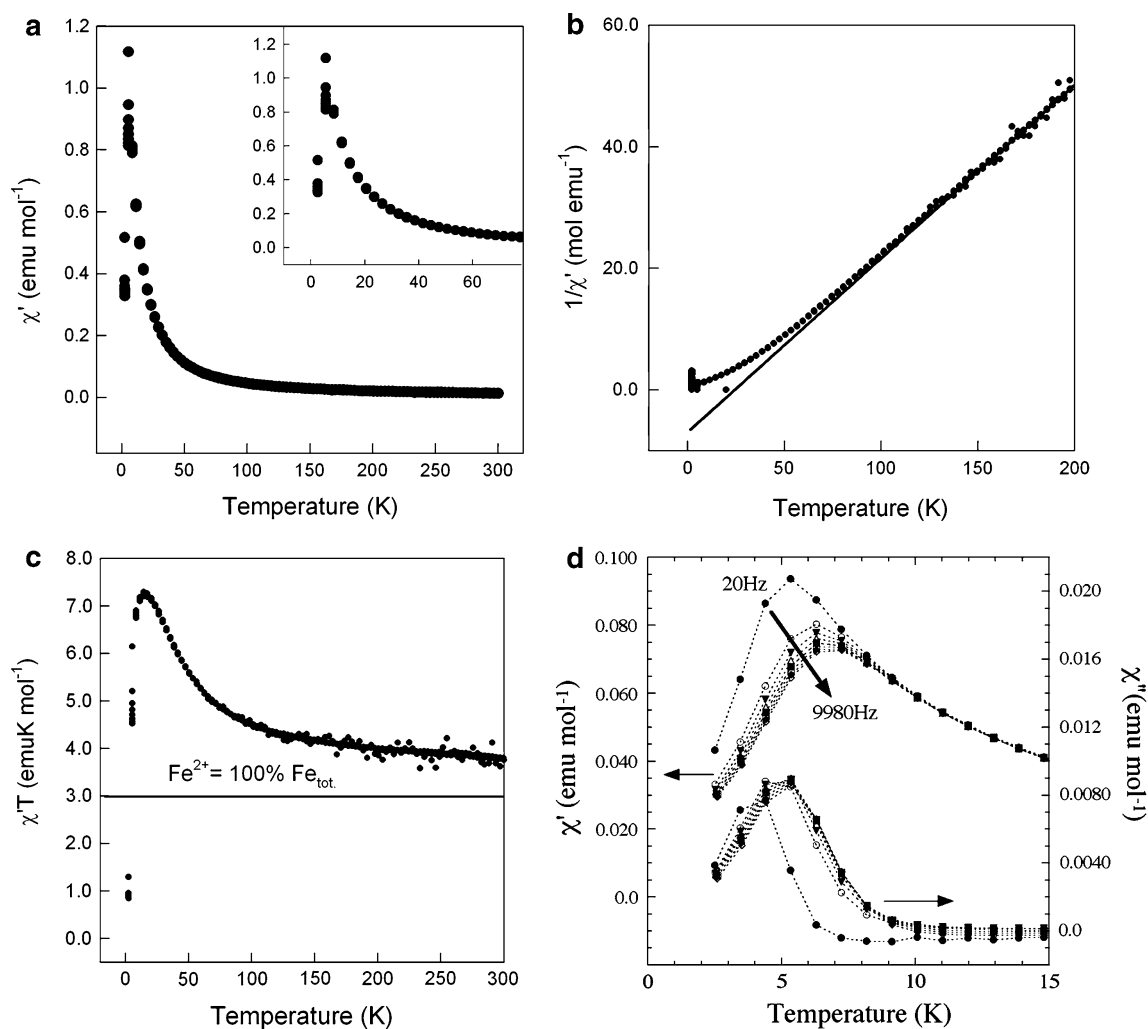 a
1.2
1.0
0.8
0.6
0.4
0.2
0.0
χ' (emu mol-1)
0 50 100 150 200 250 300
Temperature (K)
1.2
1.0
0.8
0.6
0.4
0.2
0.0
0 20 40 60
b
60.0
40.0
20.0
0.0
1/χ' (mol emu-1)
0 50 100 150 200
Temperature (K)
c
8.0
7.0
6.0
5.0
4.0
3.0
1.0
0.0
χ'T (emuK mol-1)
Fe2+= 100% Fetot.
0 50 100 150 200 250 300
Temperature (K)
d
0.100
0.080
0.060
0.040
0.020
0.0
χ' (emu mol-1)
20Hz
9980Hz
0.020
0.016
0.012
0.0080
0.0040
0.0
χ"(emu mol-1)
0 5 10 15
Temperature (K)